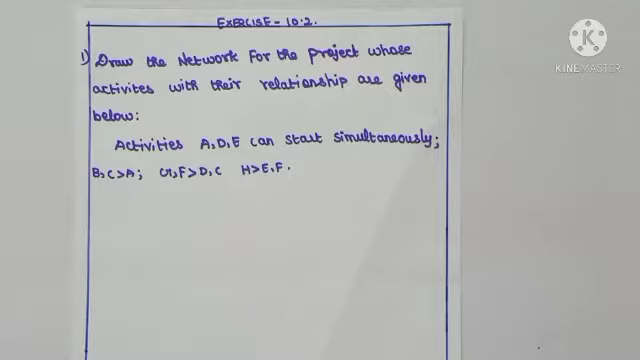 EXERCISE-10.2.
1) Draw the Network for the project whose
activites with their relationship are given
below:
Activities A,D,E can start simultaneously;
B,C>A; G,F>D,C H>E,F.
K
KINEMASTER